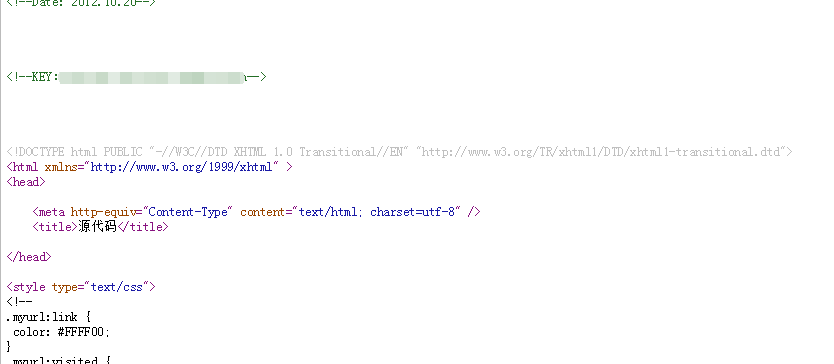 <!--Date: 2012.10.20-->
<!--KEY:
-->
<!DOCTYPE html PUBLIC "-//W3C//DTD XHTML 1.0 Transitional//EN" "http://www.w3.org/TR/xhtml1/DTD/xhtml1-transitional.dtd">
<html xmlns="http://www.w3.org/1999/xhtml" >
<head>
<meta http-equiv="Content-Type" content="text/html; charset=utf-8" />
<title>源代码</title>
</head>
<style type="text/css">
<!--
.myurl:link {
color: #FFFF00;
}
.myurl:visited {